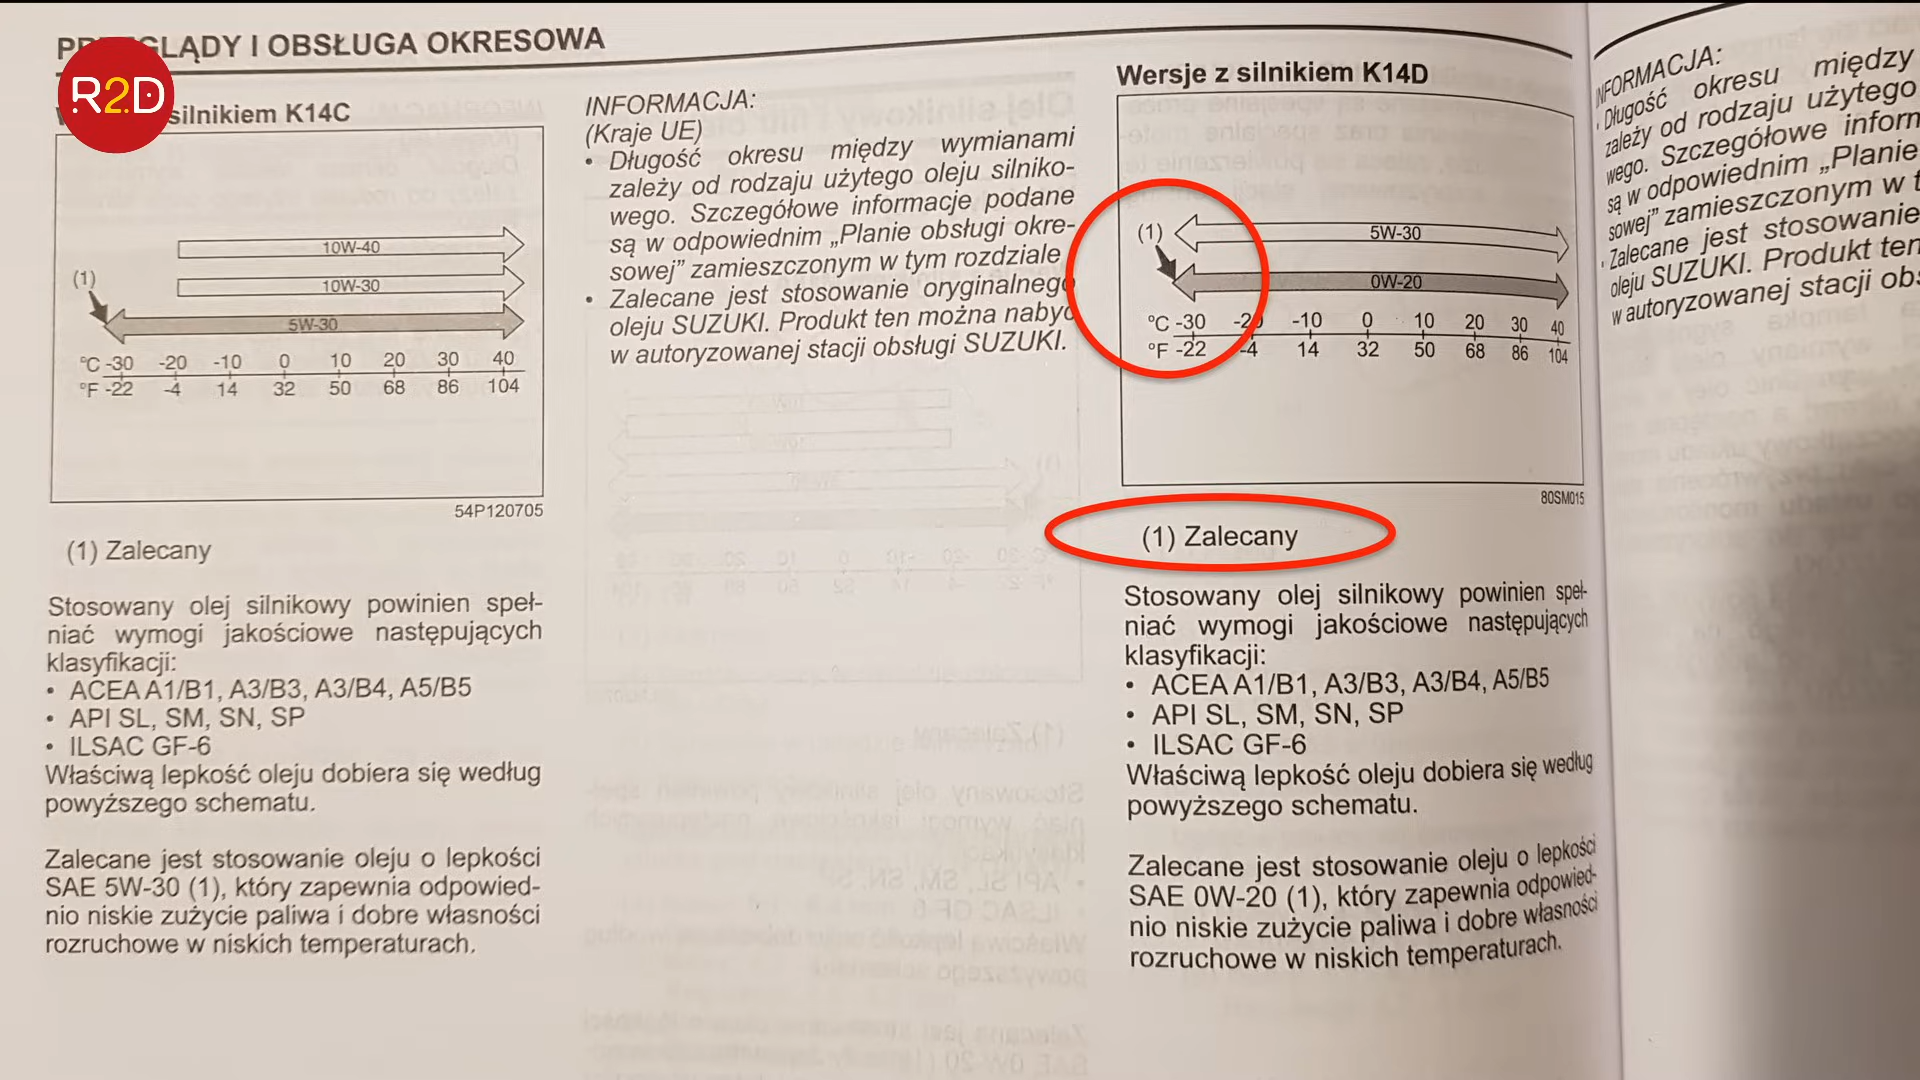 PRZEGLĄDY I OBSŁUGA OKRESOWA
R2D
silnikiem K14C
10W-40
10W-30
(1)
5W-30
°C -30 -20 -10 0 10 20 30 40
°F -22 -4 14 32 50 68 86 104
54P120705
(1) Zalecany
Stosowany olej silnikowy powinien speł-
niać wymogi jakościowe następujących
klasyfikacji:
• ACEA A1/B1, A3/B3, A3/B4, A5/B5
• API SL, SM, SN, SP
• ILSAC GF-6
Właściwą lepkość oleju dobiera się według
powyższego schematu.
Zalecane jest stosowanie oleju o lepkości
SAE 5W-30 (1), który zapewnia odpowied-
nio niskie zużycie paliwa i dobre własności
rozruchowe w niskich temperaturach.
INFORMACJA:
(Kraje UE)
• Długość okresu między wymianami
zależy od rodzaju użytego oleju silniko-
wego. Szczegółowe informacje podane
są w odpowiednim „Planie obsługi okre-
sowej” zamieszczonym w tym rozdziale
• Zalecane jest stosowanie oryginalnego
oleju SUZUKI. Produkt ten można nabyć
w autoryzowanej stacji obsługi SUZUKI.
Wersje z silnikiem K14D
(1)
5W-30
0W-20
°C -30 -20 -10 0 10 20 30 40
°F -22 -4 14 32 50 68 86 104
80SM015
(1) Zalecany
Stosowany olej silnikowy powinien speł-
niać wymogi jakościowe następujących
klasyfikacji:
• ACEA A1/B1, A3/B3, A3/B4, A5/B5
• API SL, SM, SN, SP
• ILSAC GF-6
Właściwą lepkość oleju dobiera się według
powyższego schematu.
Zalecane jest stosowanie oleju o lepkości
SAE 0W-20 (1), który zapewnia odpowied-
nio niskie zużycie paliwa i dobre własności
rozruchowe w niskich temperaturach.
INFORMACJA:
• Długość okresu między
zależy od rodzaju użytego
wego. Szczegółowe inform
są w odpowiednim „Planie
sowej” zamieszczonym w t
• Zalecane jest stosowanie
oleju SUZUKI. Produkt ten
w autoryzowanej stacji obs